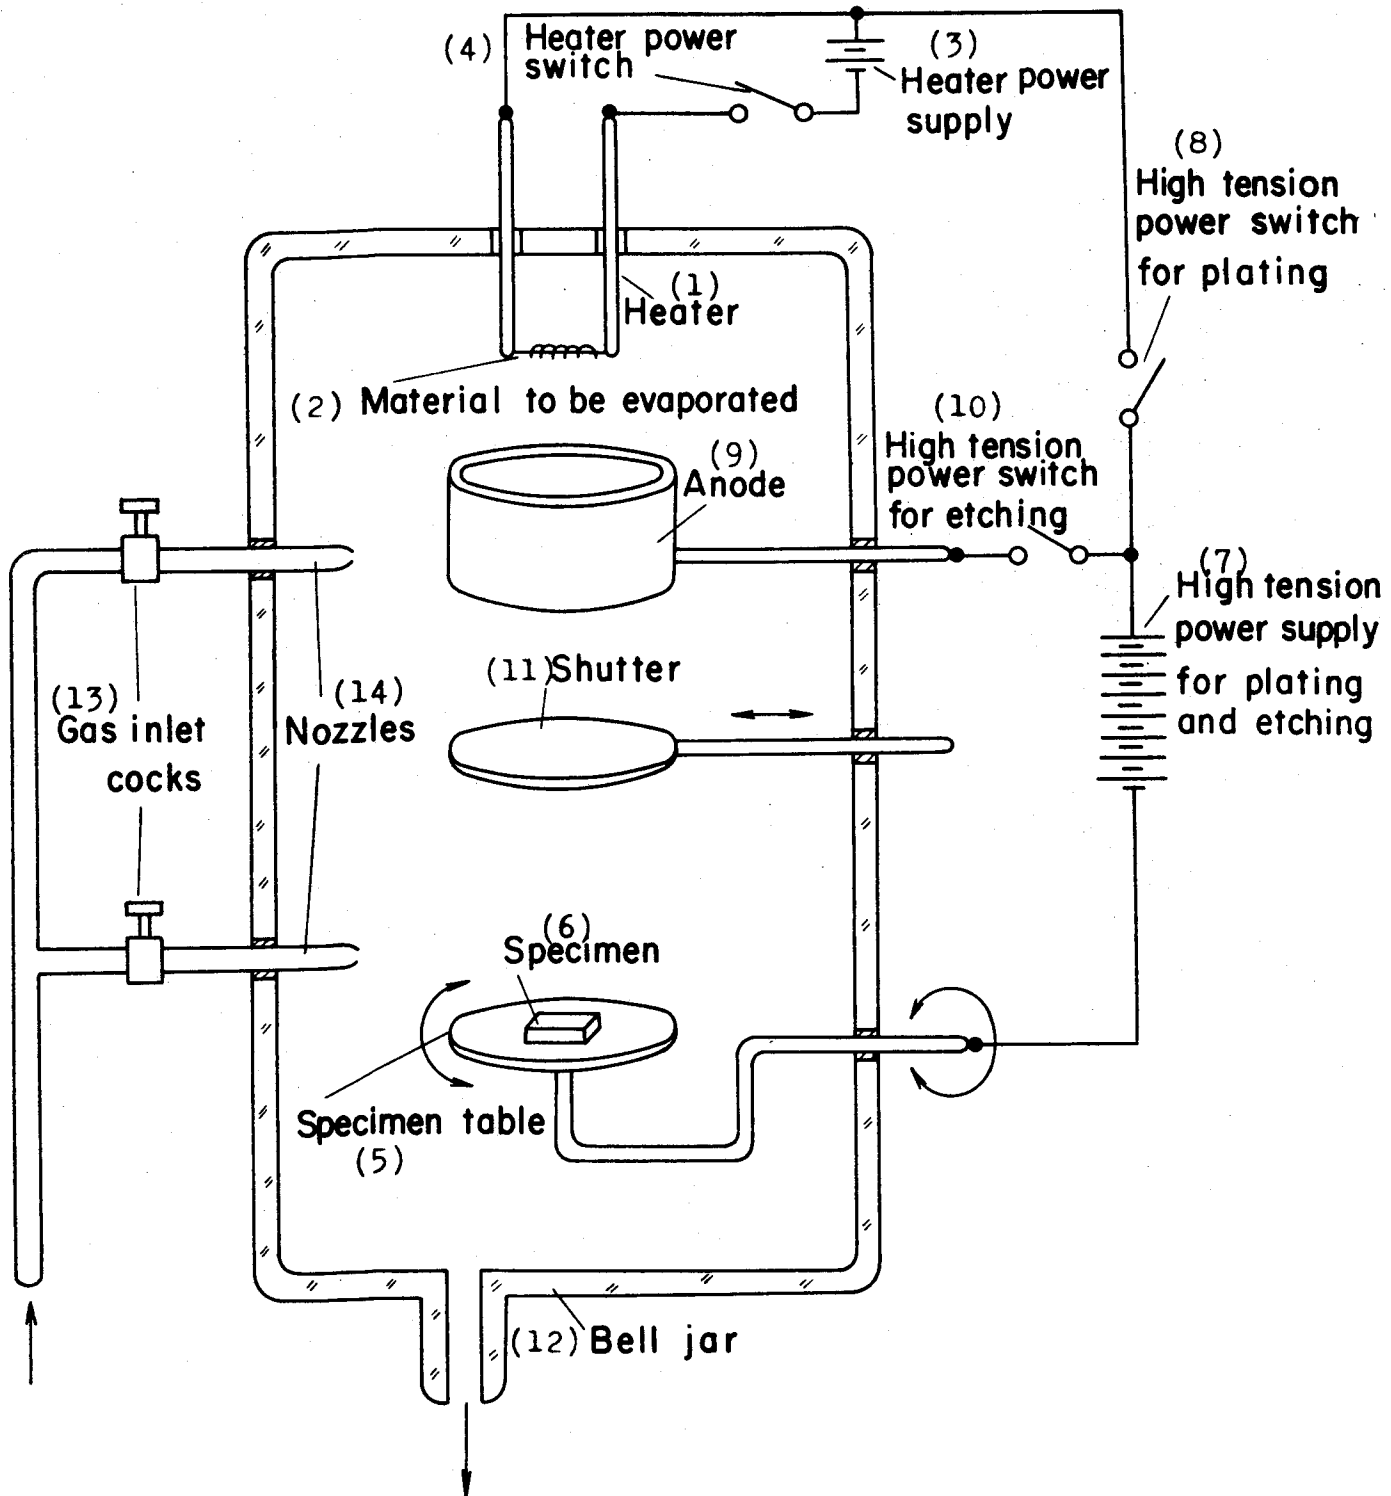 (4)
Heater power
switch
(3)
Heater power
supply
(8)
High tension
power switch
for plating
(1)
Heater
(2) Material to be evaporated
(10)
High tension
power switch
for etching
(9)
Anode
(7)
High tension
power supply
for plating
and etching
(11) Shutter
(13)
Gas inlet
cocks
(14)
Nozzles
(6)
Specimen
Specimen table
(5)
(12) Bell jar